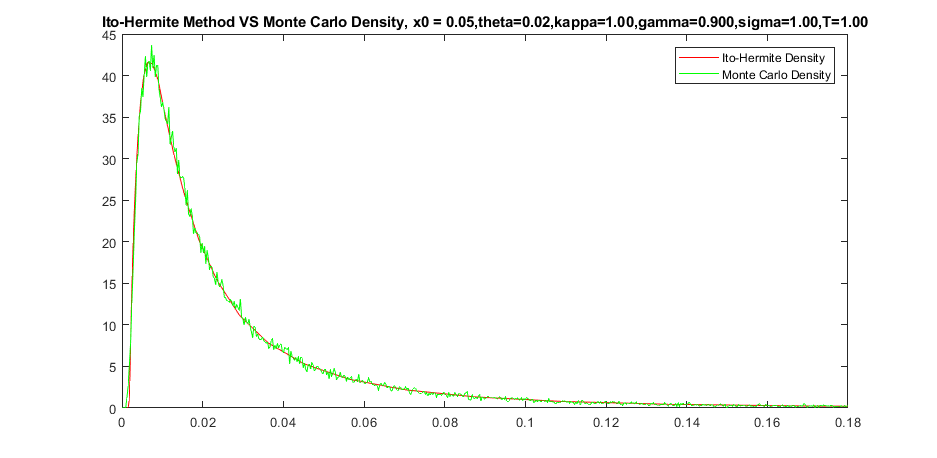 Ito-Hermite Method VS Monte Carlo Density, x0 = 0.05,theta=0.02,kappa=1.00,gamma=0.900,sigma=1.00,T=1.00
Ito-Hermite Density
Monte Carlo Density
45
40
35
30
25
20
15
10
5
0
0 0.02 0.04 0.06 0.08 0.1 0.12 0.14 0.16 0.18